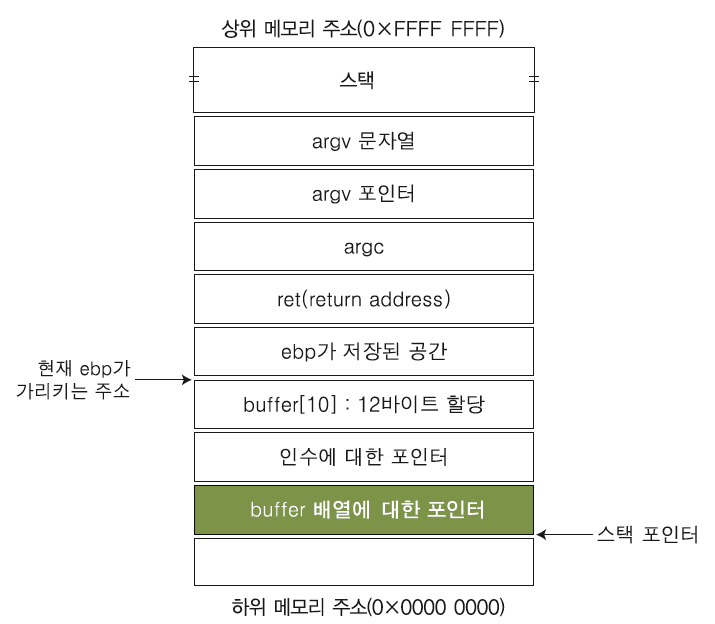 상위 메모리 주소(0×FFFF FFFF)
스택
argv 문자열
argv 포인터
argc
ret(return address)
ebp가 저장된 공간
현재 ebp가
가리키는 주소
buffer[10] : 12바이트 할당
인수에 대한 포인터
buffer 배열에 대한 포인터
스택 포인터
하위 메모리 주소(0×0000 0000)